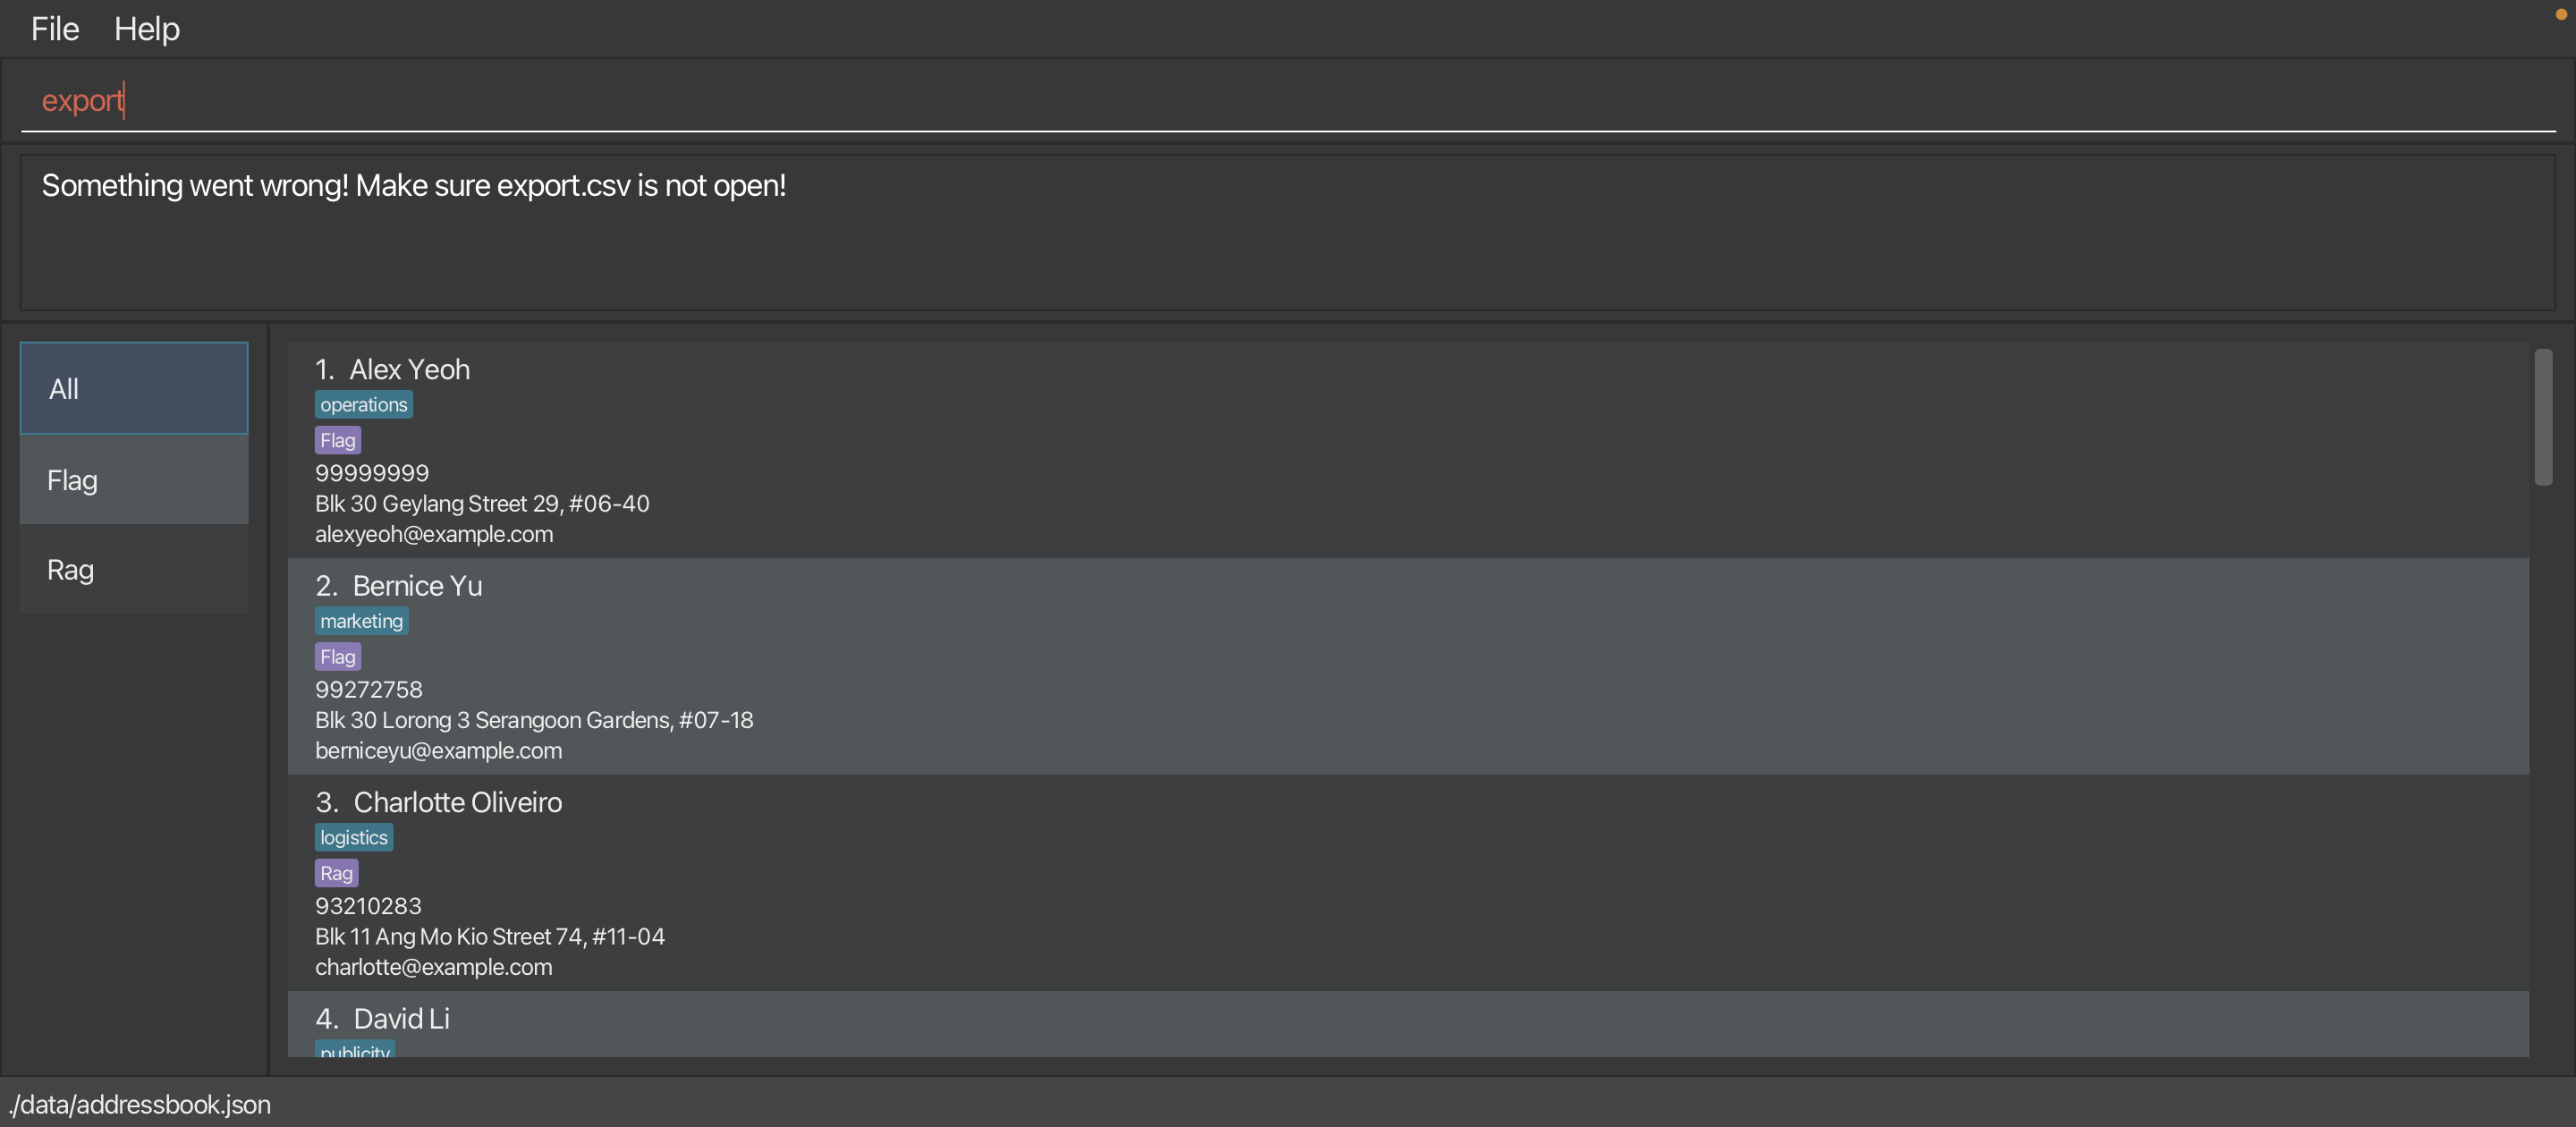 File Help
export
Something went wrong! Make sure export.csv is not open!
All
Flag
Rag
1. Alex Yeoh
operations
Flag
99999999
Blk 30 Geylang Street 29, #06-40
alexyeoh@example.com
2. Bernice Yu
marketing
Flag
99272758
Blk 30 Lorong 3 Serangoon Gardens, #07-18
berniceyu@example.com
3. Charlotte Oliveiro
logistics
Rag
93210283
Blk 11 Ang Mo Kio Street 74, #11-04
charlotte@example.com
4. David Li
publicity
./data/addressbook.json